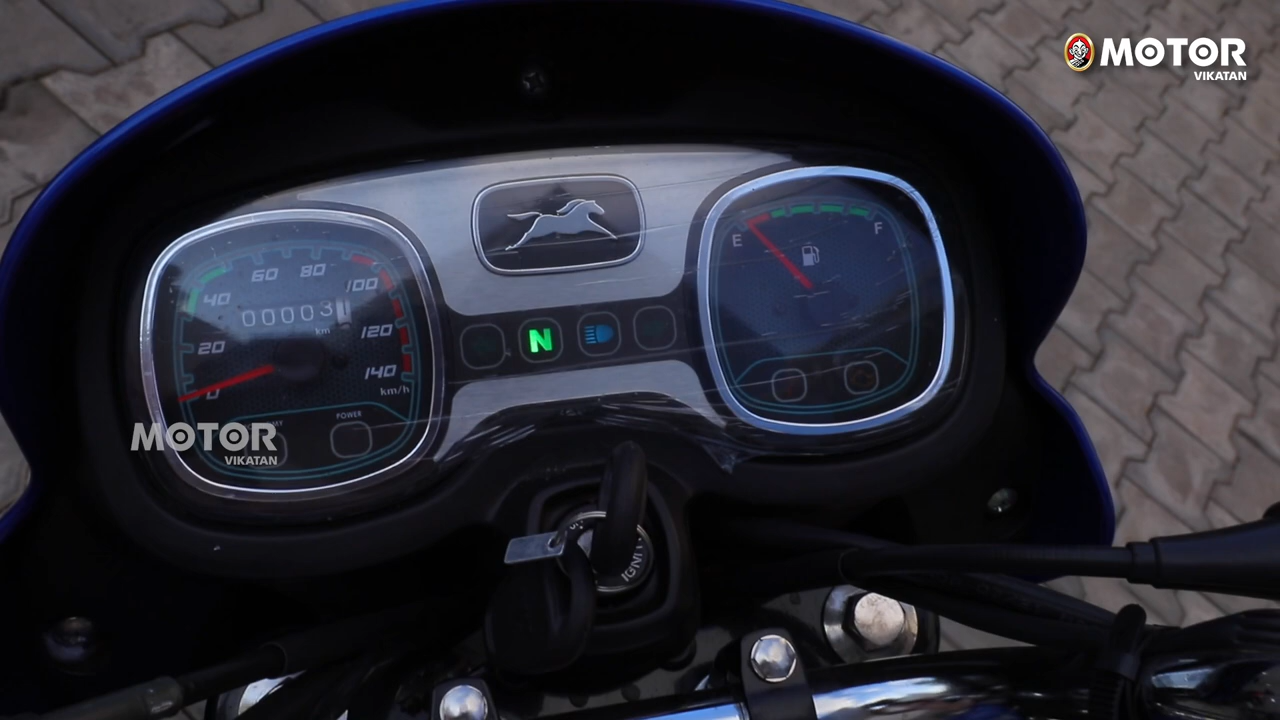 MOTOR
VIKATAN
60 80
40 100
00003
km
20 120
140
0
km/h
POWER
MOTOR
VIKATAN
N
E F
IGNI